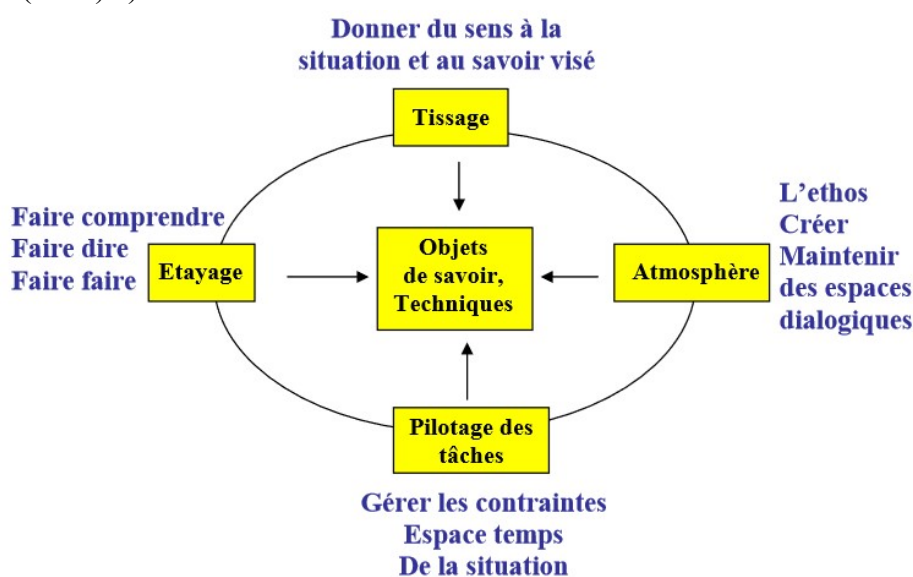 Donner du sens à la
situation et au savoir visé
Tissage
Faire comprendre
Faire dire
Faire faire
Etayage
Objets
de savoir,
Techniques
Atmosphère
L’ethos
Créer
Maintenir
des espaces
dialogiques
Pilotage des
tâches
Gérer les contraintes
Espace temps
De la situation